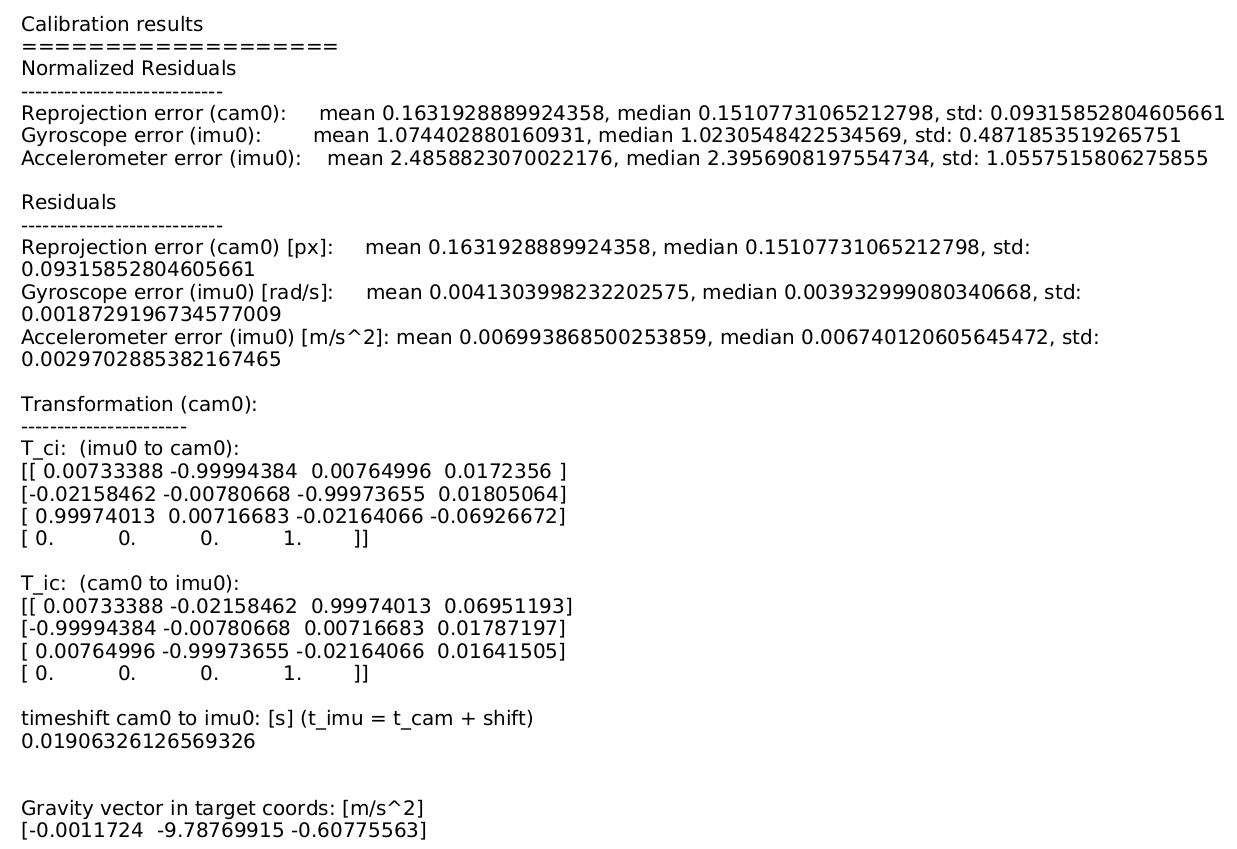 Calibration results
===================
Normalized Residuals
----------------------------
Reprojection error (cam0):     mean 0.1631928889924358, median 0.15107731065212798, std: 0.09315852804605661
Gyroscope error (imu0):        mean 1.074402880160931, median 1.0230548422534569, std: 0.4871853519265751
Accelerometer error (imu0):    mean 2.4858823070022176, median 2.3956908197554734, std: 1.0557515806275855

Residuals
----------------------------
Reprojection error (cam0) [px]:     mean 0.1631928889924358, median 0.15107731065212798, std:
0.09315852804605661
Gyroscope error (imu0) [rad/s]:     mean 0.0041303998232202575, median 0.003932999080340668, std:
0.0018729196734577009
Accelerometer error (imu0) [m/s^2]: mean 0.006993868500253859, median 0.006740120605645472, std:
0.0029702885382167465

Transformation (cam0):
-----------------------
T_ci:  (imu0 to cam0):
[[ 0.00733388 -0.99994384  0.00764996  0.0172356 ]
[-0.02158462 -0.00780668 -0.99973655  0.01805064]
[ 0.99974013  0.00716683 -0.02164066 -0.06926672]
[ 0.          0.          0.          1.        ]]

T_ic:  (cam0 to imu0):
[[ 0.00733388 -0.02158462  0.99974013  0.06951193]
[-0.99994384 -0.00780668  0.00716683  0.01787197]
[ 0.00764996 -0.99973655 -0.02164066  0.01641505]
[ 0.          0.          0.          1.        ]]

timeshift cam0 to imu0: [s] (t_imu = t_cam + shift)
0.01906326126569326

Gravity vector in target coords: [m/s^2]
[-0.0011724  -9.78769915 -0.60775563]